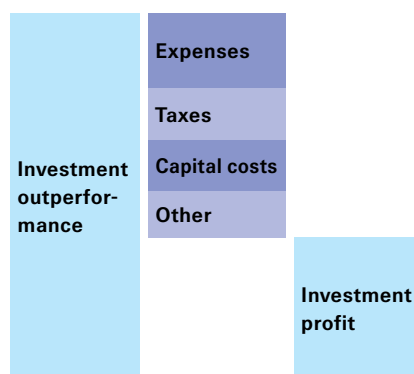 Expenses
Taxes
Investment
outperfor-
mance
Capital costs
Other
Investment
profit